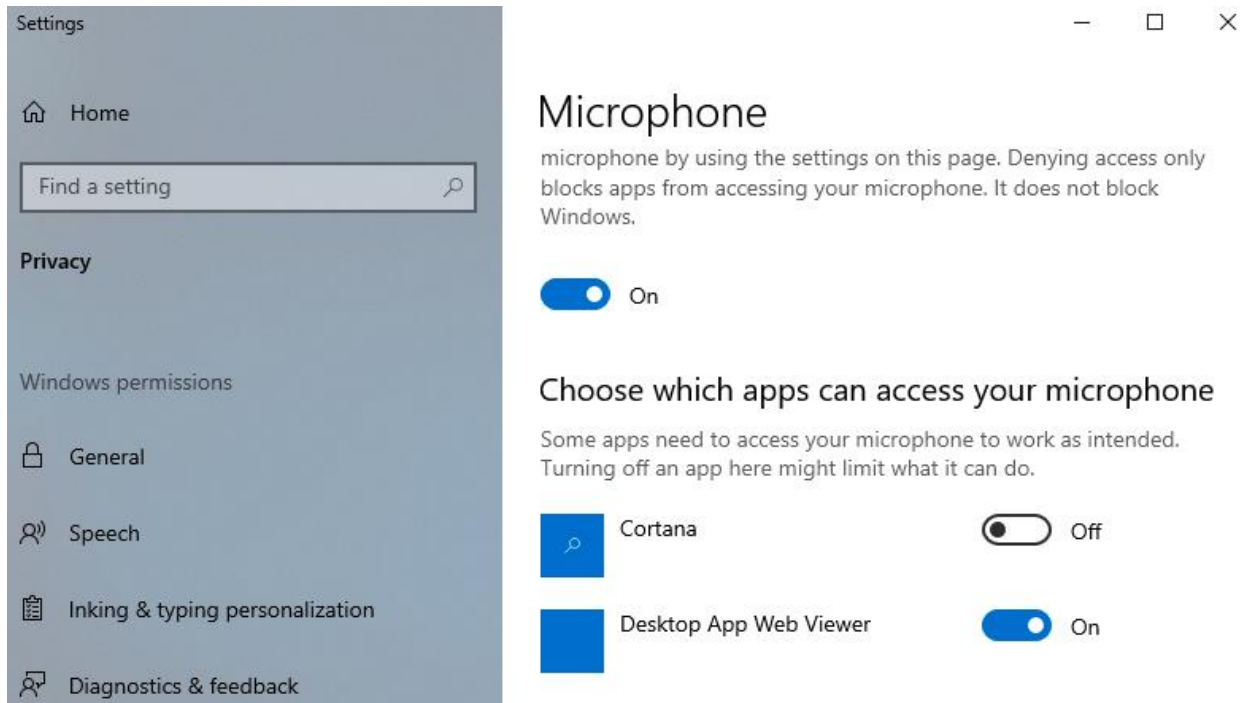 Settings
Home
Find a setting
Privacy
Windows permissions
General
Speech
Inking & typing personalization
Diagnostics & feedback
Microphone
microphone by using the settings on this page. Denying access only
blocks apps from accessing your microphone. It does not block
Windows.
On
Choose which apps can access your microphone
Some apps need to access your microphone to work as intended.
Turning off an app here might limit what it can do.
Cortana Off
Desktop App Web Viewer On